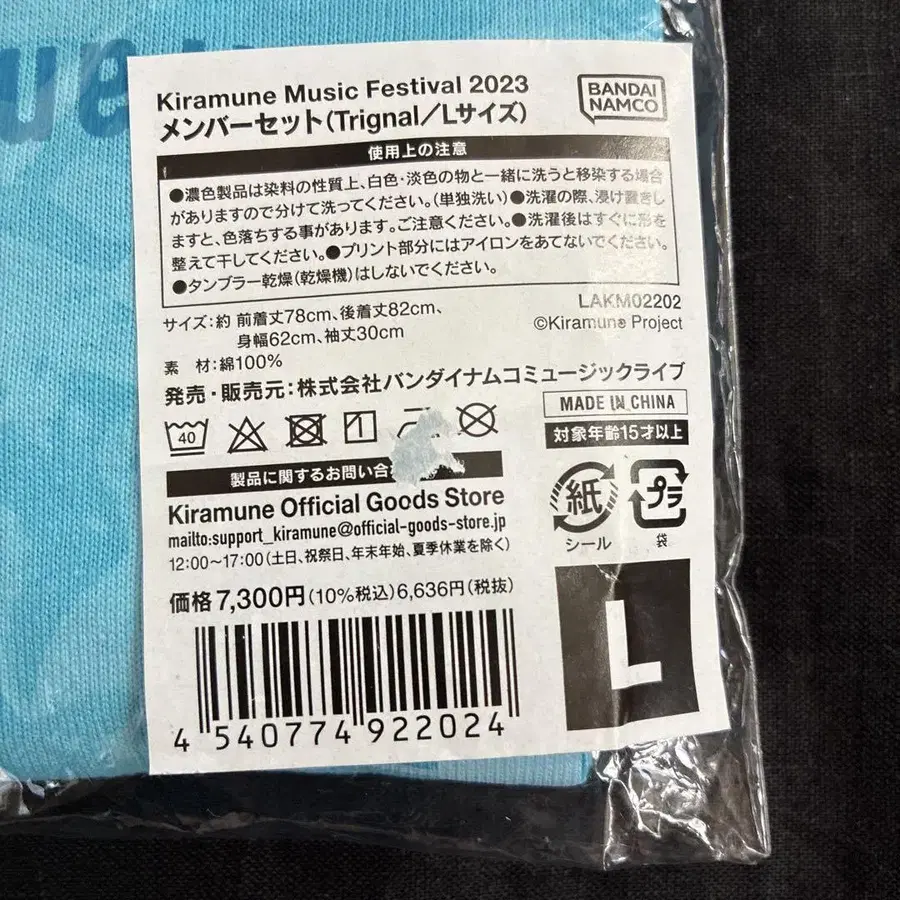 Kiramune Music Festival 2023
メンバーセット(Trignal/Lサイズ)
BANDAI
NAMCO
使用上の注意
●濃色製品は染料の性質上、白色・淡色の物と一緒に洗うと移染する場合
がありますので分けて洗ってください。(単独洗い)●洗濯の際、浸け置きし
ますと、色落ちする事があります。ご注意ください。●洗濯後はすぐに形を
整えて干してください。●プリント部分にはアイロンをあてないでください。
●タンブラー乾燥(乾燥機)はしないでください。
サイズ:約 前着丈78cm、後着丈82cm、
身幅62cm、袖丈30cm
LAKM02202
©Kiramune Project
素 材:綿100%
発売・販売元:株式会社バンダイナムコミュージックライブ
40
MADE IN CHINA
対象年齢15才以上
製品に関するお問い合
Kiramune Official Goods Store
mailto:support_kiramune@official-goods-store.jp
12:00～17:00(土日、祝祭日、年末年始、夏季休業を除く)
紙
シール
プラ
袋
価格7,300円(10%税込)6,636円(税抜)
L
4 540774 922024